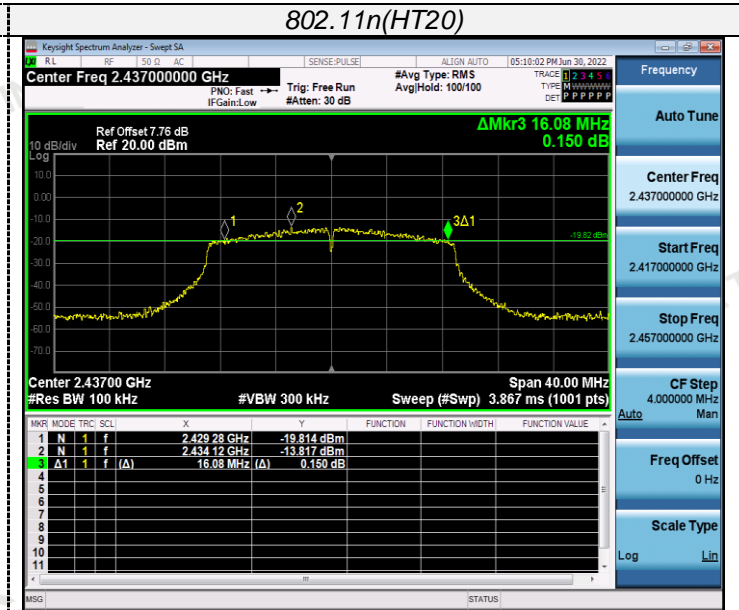 802.11n(HT20)
Keysight Spectrum Analyzer - Swept SA
RL RF 50 Ω AC SENSE:PULSE ALIGN AUTO 05:10:02 PM Jun 30, 2022
Center Freq 2.437000000 GHz
PNO: Fast
IFGain:Low
Trig: Free Run
#Atten: 30 dB
#Avg Type: RMS
Avg|Hold: 100/100
TRACE 1 2 3 4 5 6
TYPE M WWWWW
DET P P P P P P
ΔMkr3 16.08 MHz
0.150 dB
Ref Offset 7.76 dB
10 dB/div Ref 20.00 dBm
Log
10.0
0.00
-10.0
-20.0
-30.0
-40.0
-50.0
-60.0
-70.0
1
2
3Δ1
-19.82 dBm
Center 2.43700 GHz
Span 40.00 MHz
#Res BW 100 kHz #VBW 300 kHz Sweep (#Swp) 3.867 ms (1001 pts)
MKR MODE TRC SCL X Y FUNCTION FUNCTION WIDTH FUNCTION VALUE
1 N 1 f 2.429 28 GHz -19.814 dBm
2 N 1 f 2.434 12 GHz -13.817 dBm
3 Δ1 1 f (Δ) 16.08 MHz (Δ) 0.150 dB
4
5
6
7
8
9
10
11
MSG STATUS
Frequency
Auto Tune
Center Freq
2.437000000 GHz
Start Freq
2.417000000 GHz
Stop Freq
2.457000000 GHz
CF Step
4.000000 MHz
Auto Man
Freq Offset
0 Hz
Scale Type
Log Lin